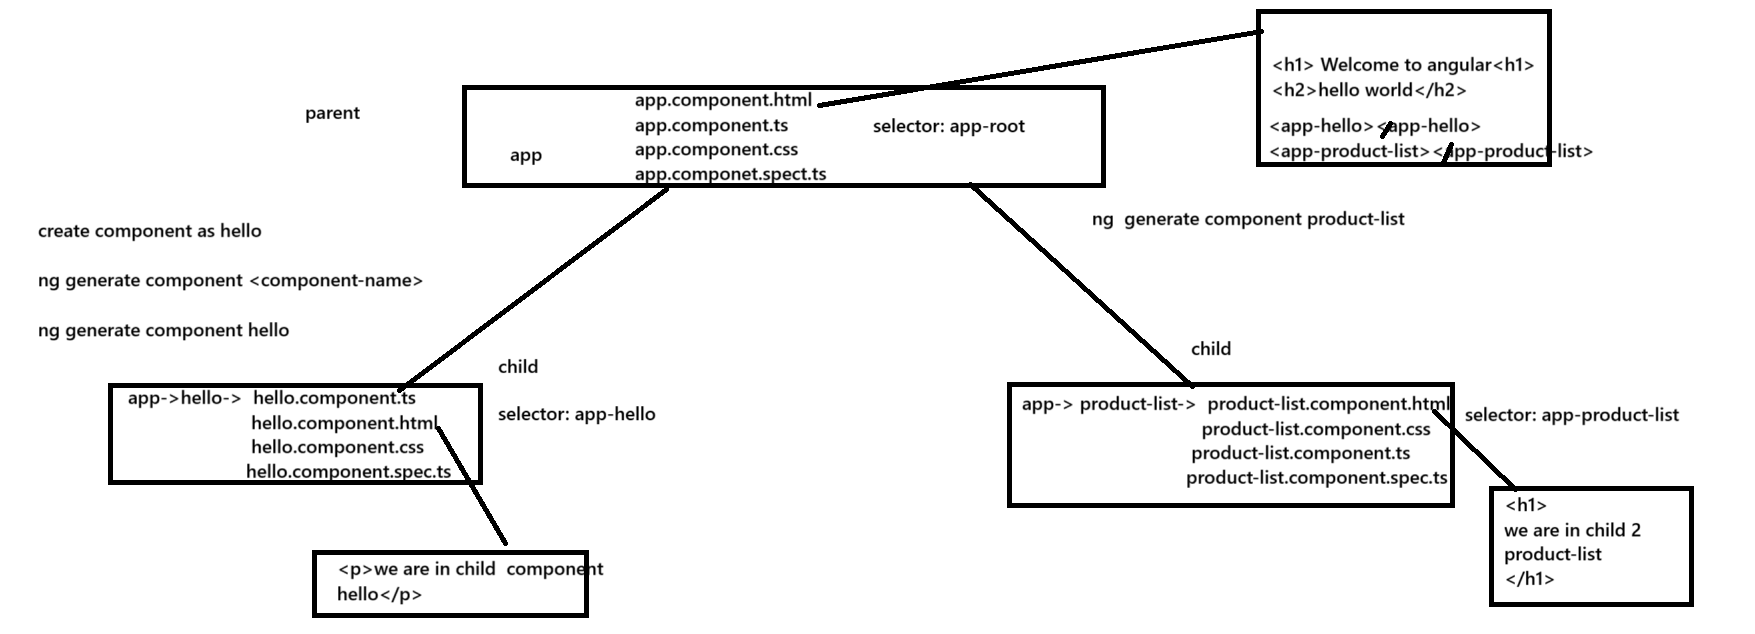 <h1> Welcome to angular<h1>
<h2>hello world</h2>
<app-hello></app-hello>
<app-product-list></app-product-list>
parent
app
app.component.html
app.component.ts
app.component.css
app.componet.spect.ts
selector: app-root
create component as hello
ng generate component <component-name>
ng generate component hello
ng  generate component product-list
child
selector: app-hello
app->hello-> hello.component.ts
hello.component.html
hello.component.css
hello.component.spec.ts
<p>we are in child  component
hello</p>
child
app-> product-list-> product-list.component.html
product-list.component.css
product-list.component.ts
product-list.component.spec.ts
selector: app-product-list
<h1>
we are in child 2
product-list
</h1>